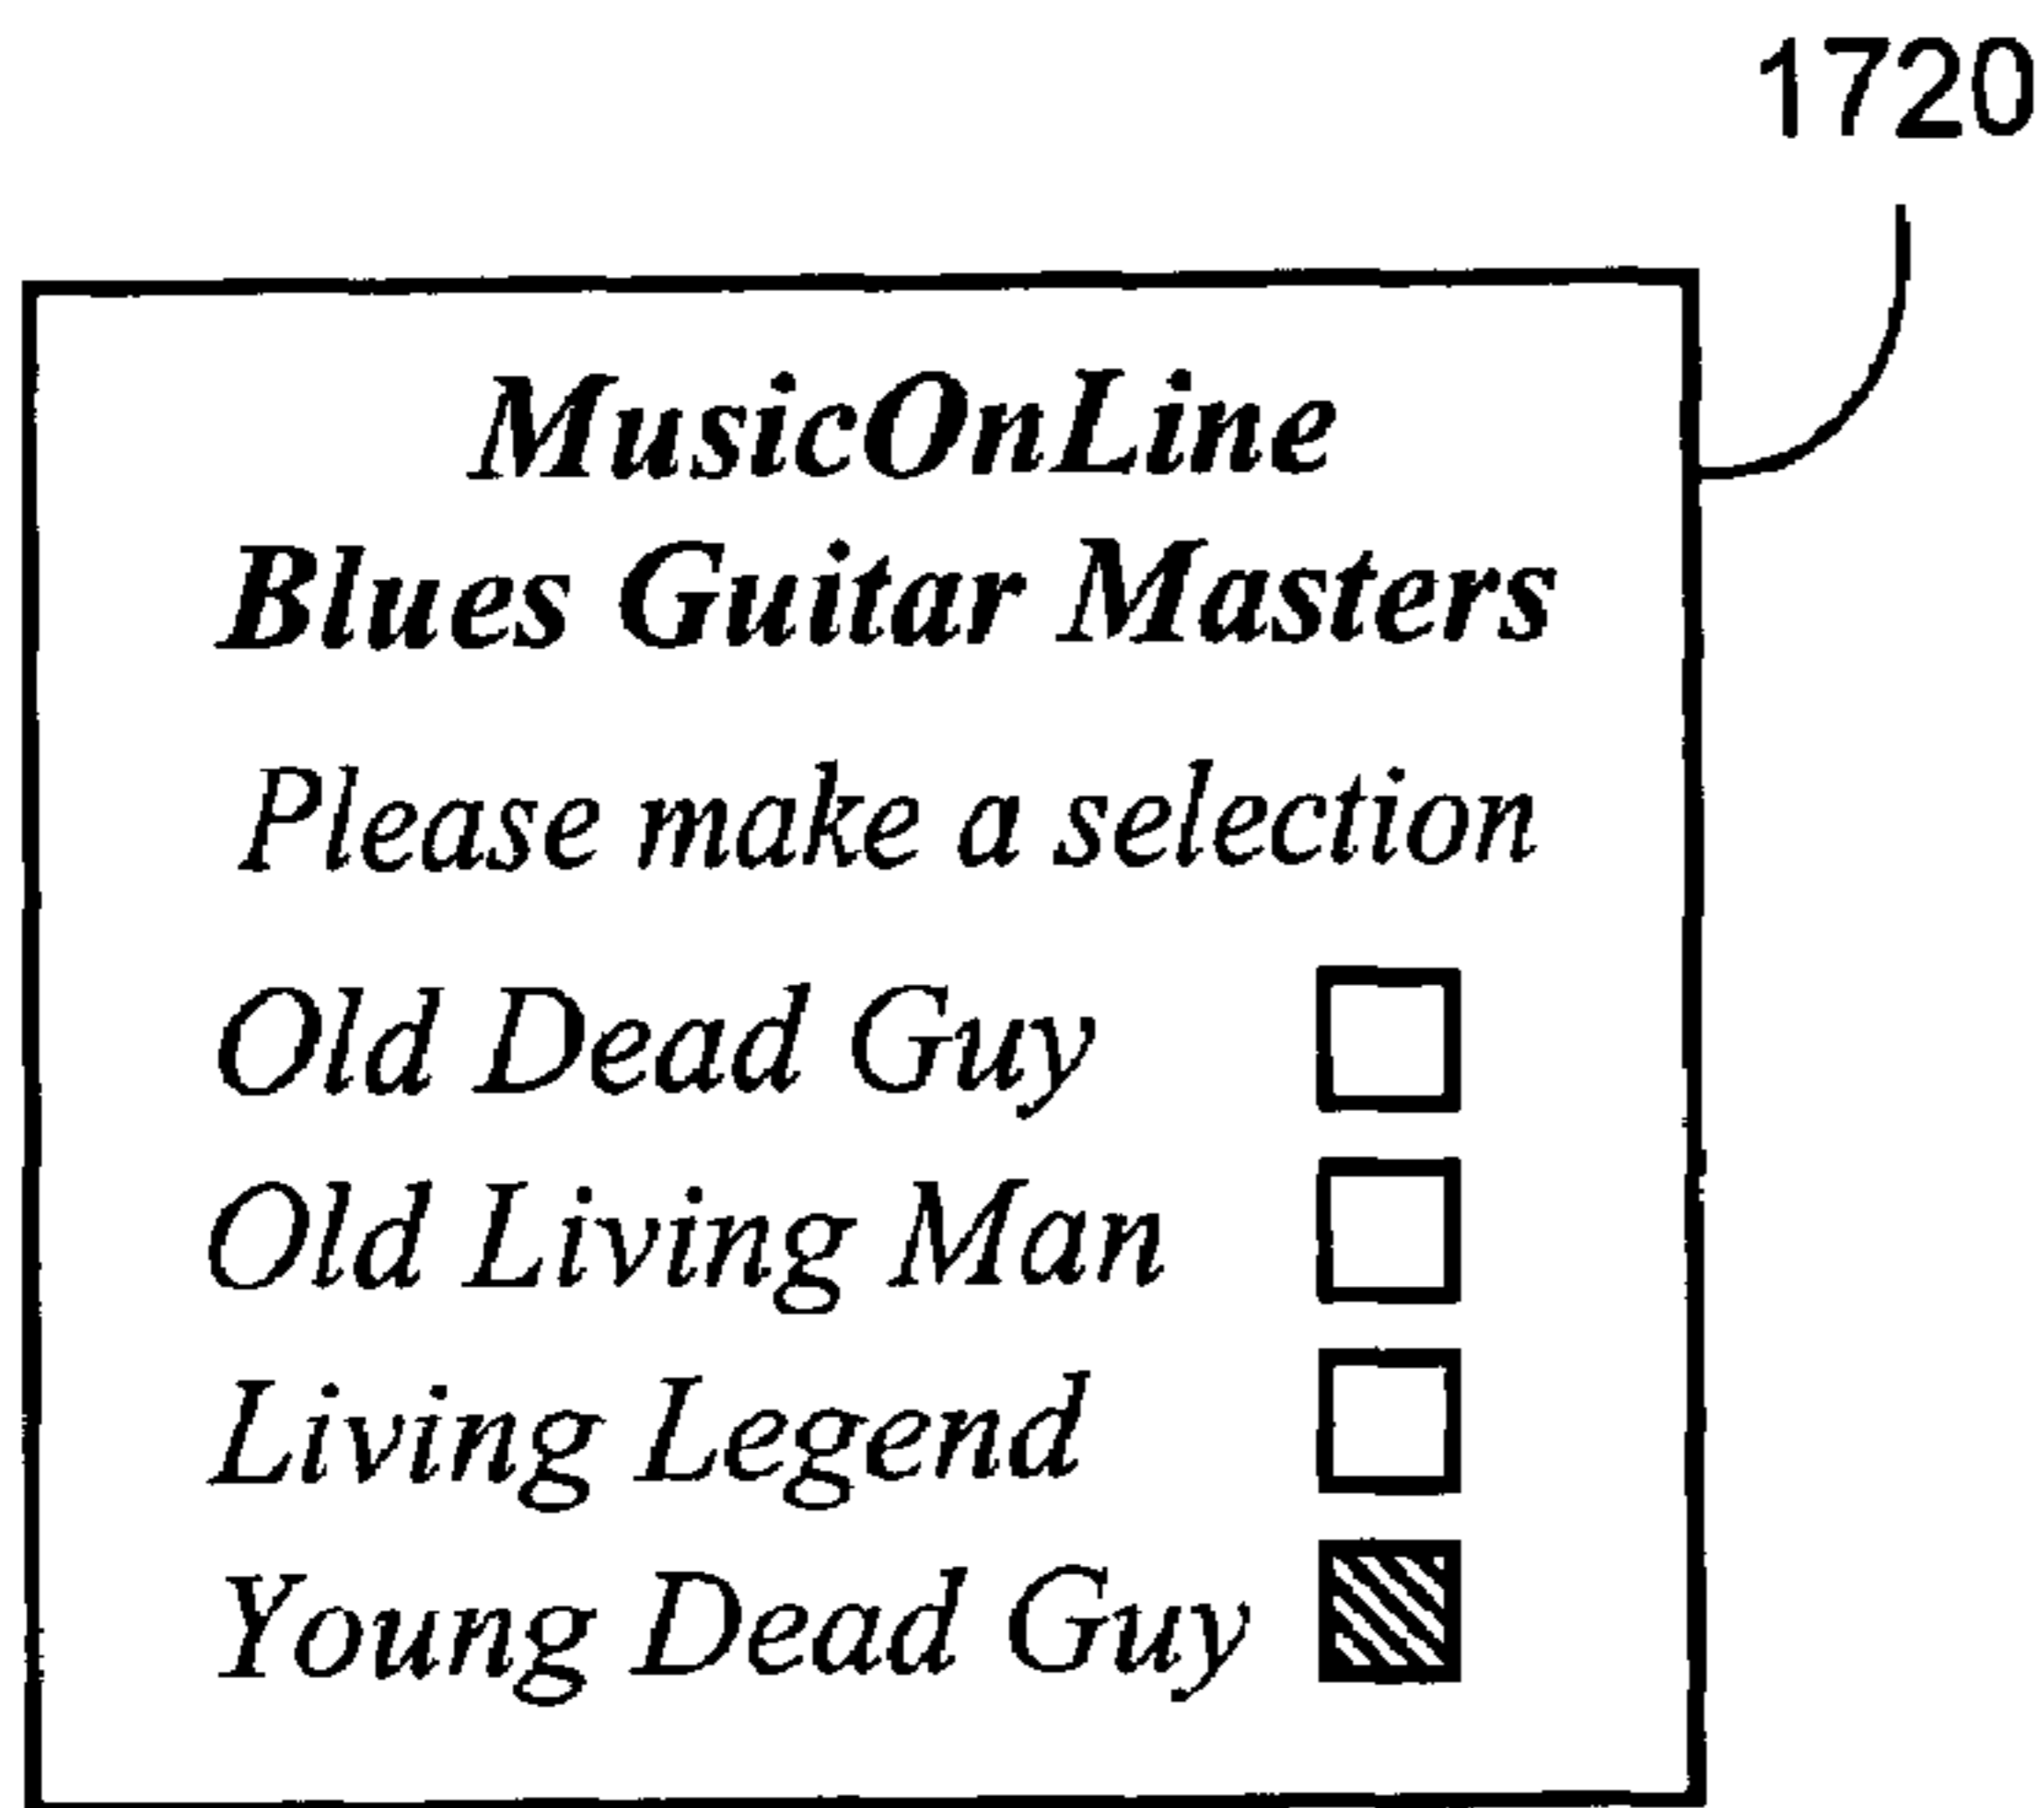 1720
MusicOnLine
Blues Guitar Masters
Please make a selection
Old Dead Guy
Old Living Man
Living Legend
Young Dead Guy